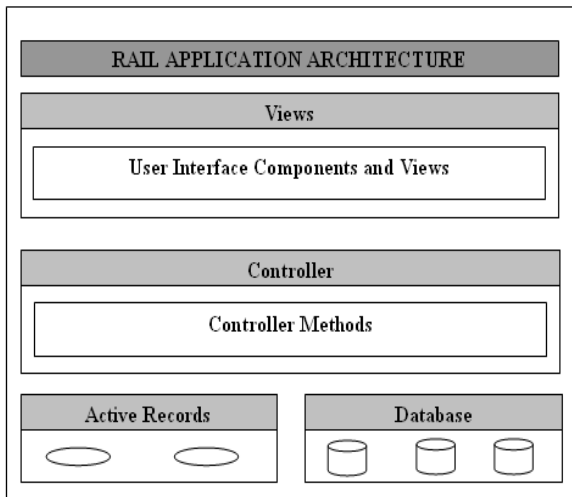 RAIL APPLICATION ARCHITECTURE
Views
User Interface Components and Views
Controller
Controller Methods
Active Records
Database